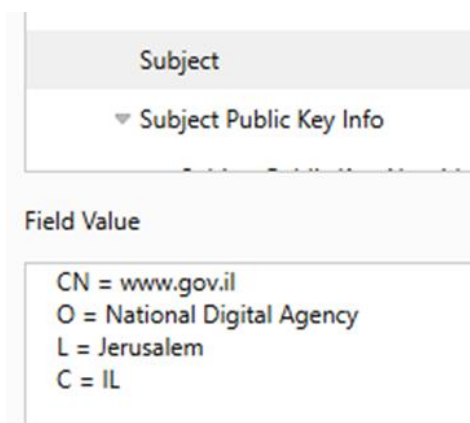 Subject
Subject Public Key Info
Field Value
CN = www.gov.il
O = National Digital Agency
L = Jerusalem
C = IL